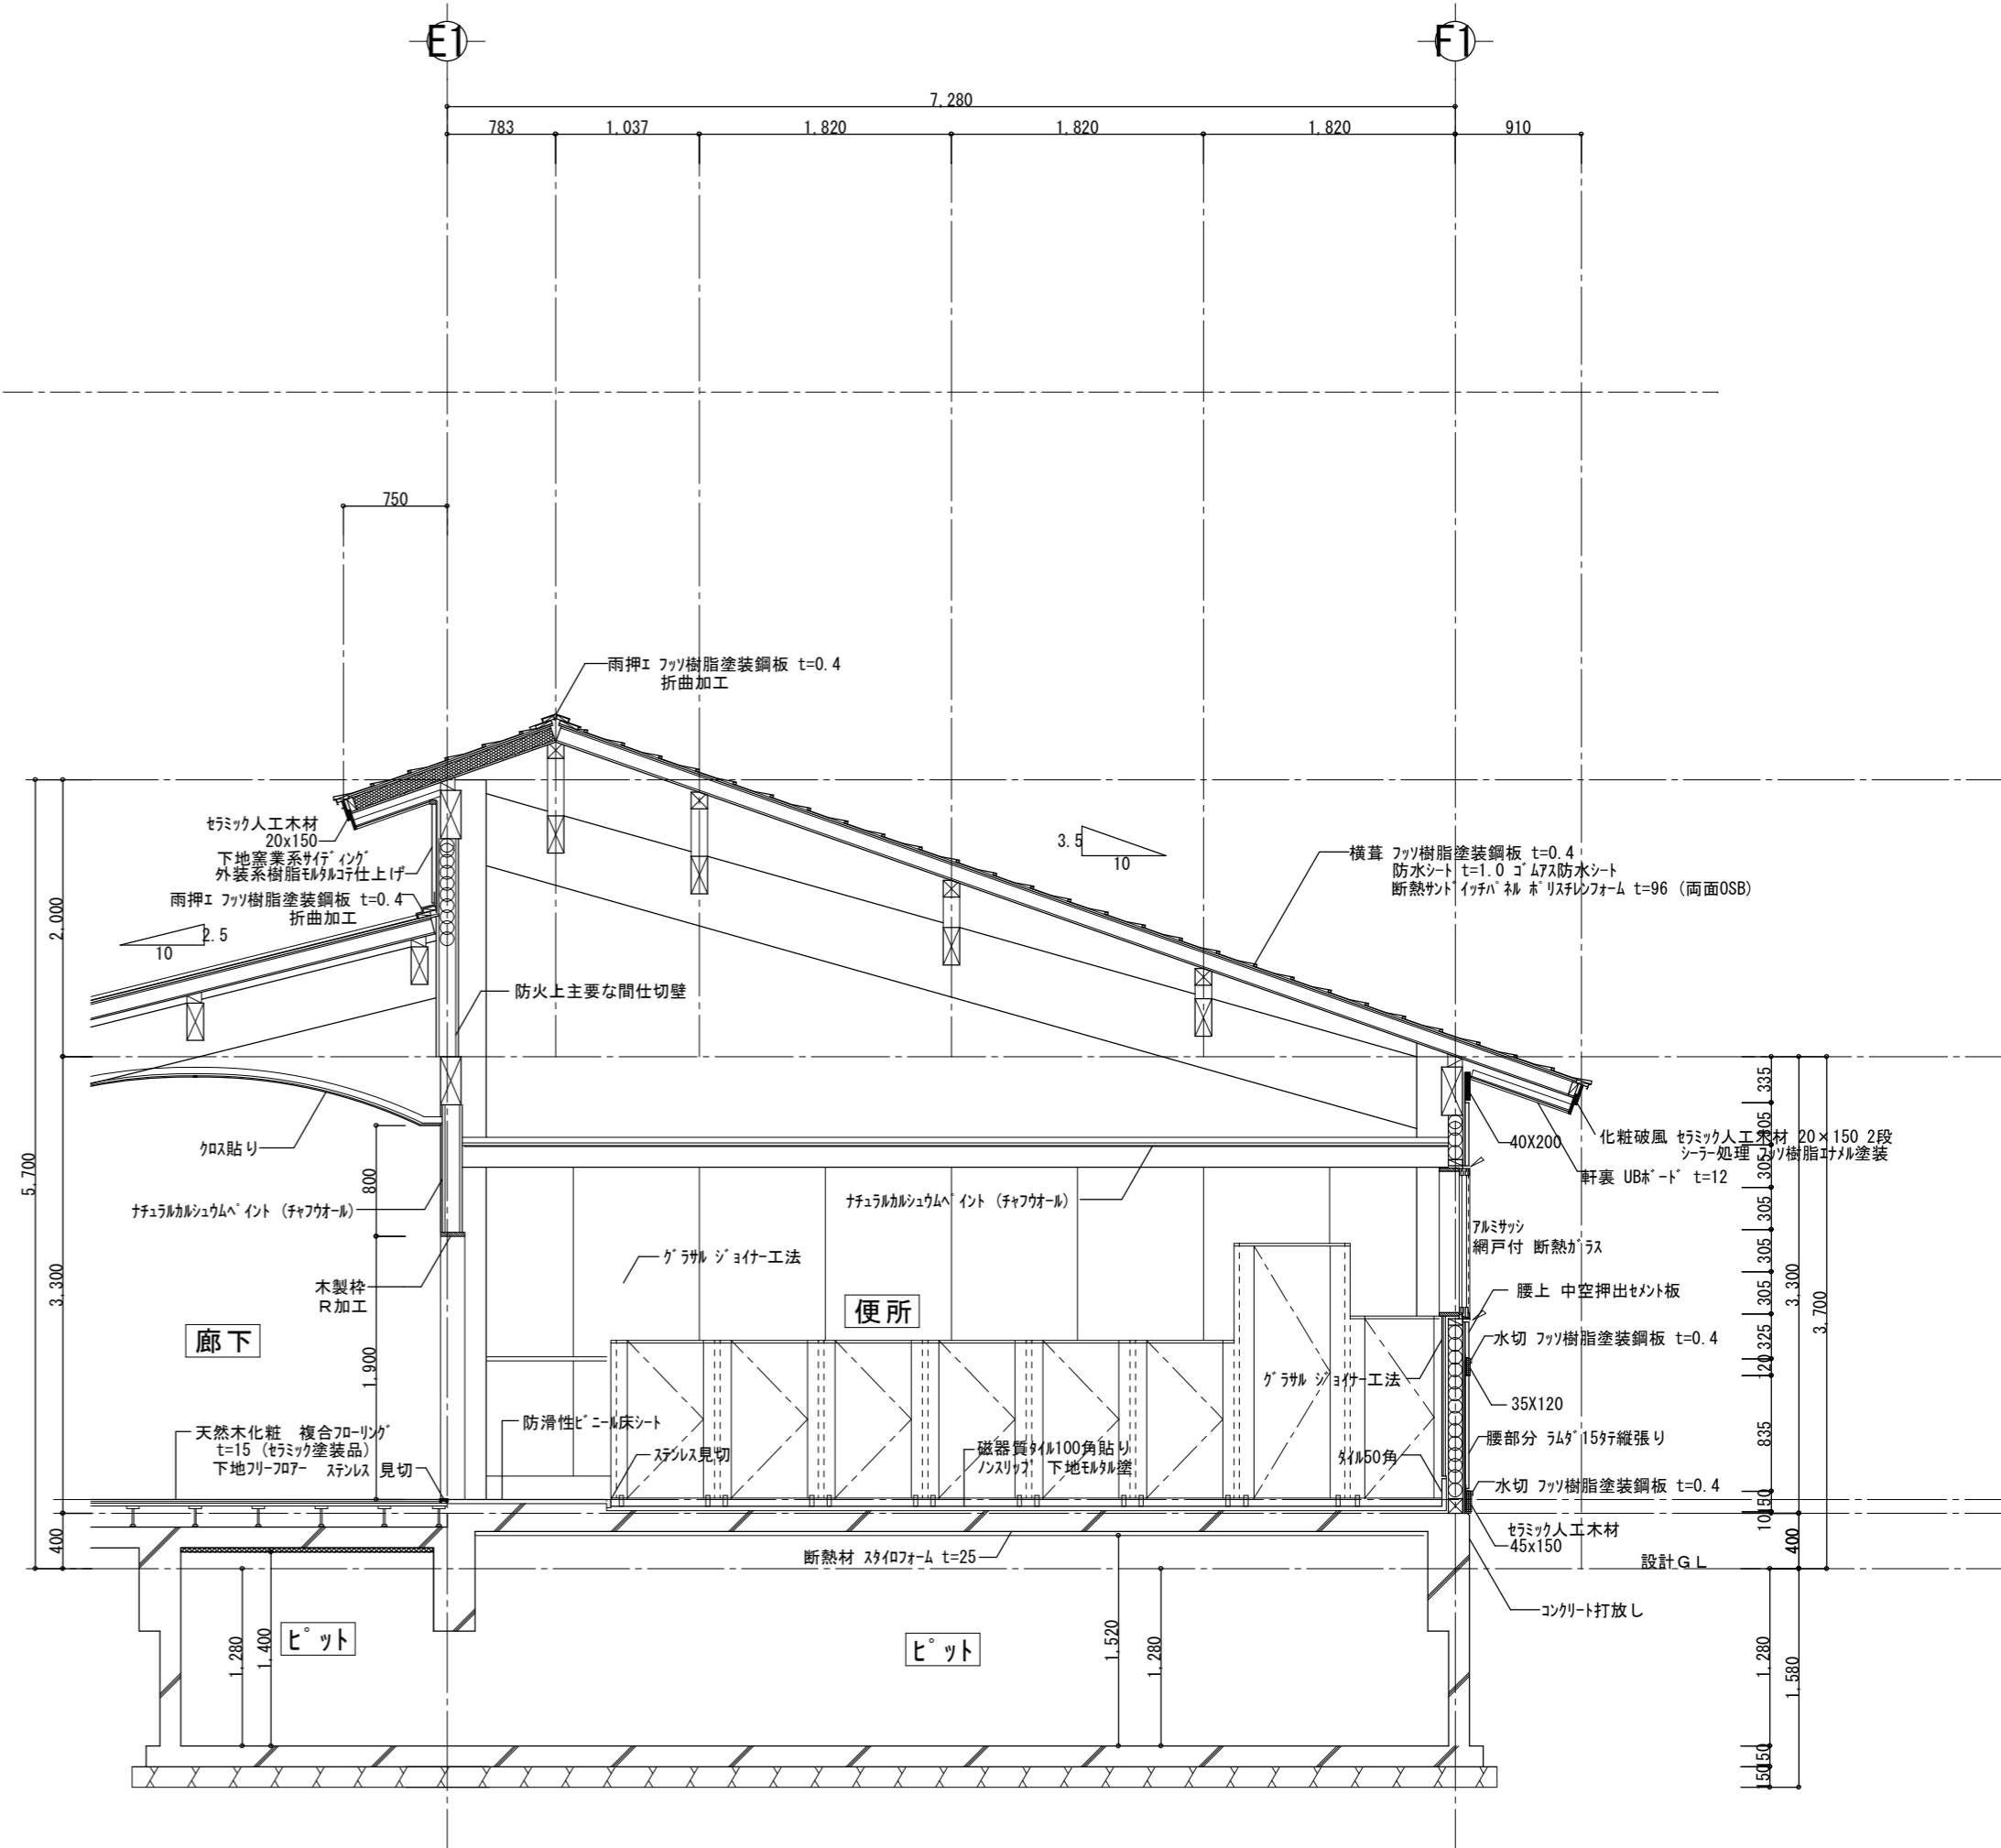 E1
F1
7,280
783
1,037
1,820
1,820
1,820
910
750
雨押エ フッソ樹脂塗装鋼板 t=0.4
折曲加工
セラミック人工木材
20x150
下地窯業系サイディング
外装系樹脂モルタルコテ仕上げ
雨押エ フッソ樹脂塗装鋼板 t=0.4
折曲加工
2.5
10
3.5
10
横葺 フッソ樹脂塗装鋼板 t=0.4
防水シート t=1.0 ゴムアス防水シート
断熱サンドイッチパネル ポリスチレンフォーム t=96 (両面OSB)
防火上主要な間仕切壁
2,000
5,700
3,300
400
クロス貼り
800
ナチュラルカルシュウムペイント (チャフウオール)
ナチュラルカルシュウムペイント (チャフウオール)
木製枠
R加工
グラサル ジョイナー工法
便所
廊下
1,900
40X200
化粧破風 セラミック人工木材 20×150 2段
シーラー処理 フッソ樹脂エナメル塗装
軒裏 UBボード t=12
アルミサッシ
網戸付 断熱ガラス
腰上 中空押出セメント板
水切 フッソ樹脂塗装鋼板 t=0.4
グラサル ジョイナー工法
35X120
腰部分 ラムダ15タテ縦張り
タイル50角
水切 フッソ樹脂塗装鋼板 t=0.4
セラミック人工木材
45x150
天然木化粧 複合フローリング
t=15 (セラミック塗装品)
下地フリーフロアー ステンレス 見切
防滑性ビニール床シート
ステンレス見切
磁器質タイル100角貼り
ノンスリップ 下地モルタル塗
断熱材 スタイロフォーム t=25
設計GL
コンクリート打放し
335
305
305
305
305
305
325
120
835
150
10
3,300
3,700
400
ピット
ピット
1,280
1,400
1,520
1,280
1,280
1,580
150
150